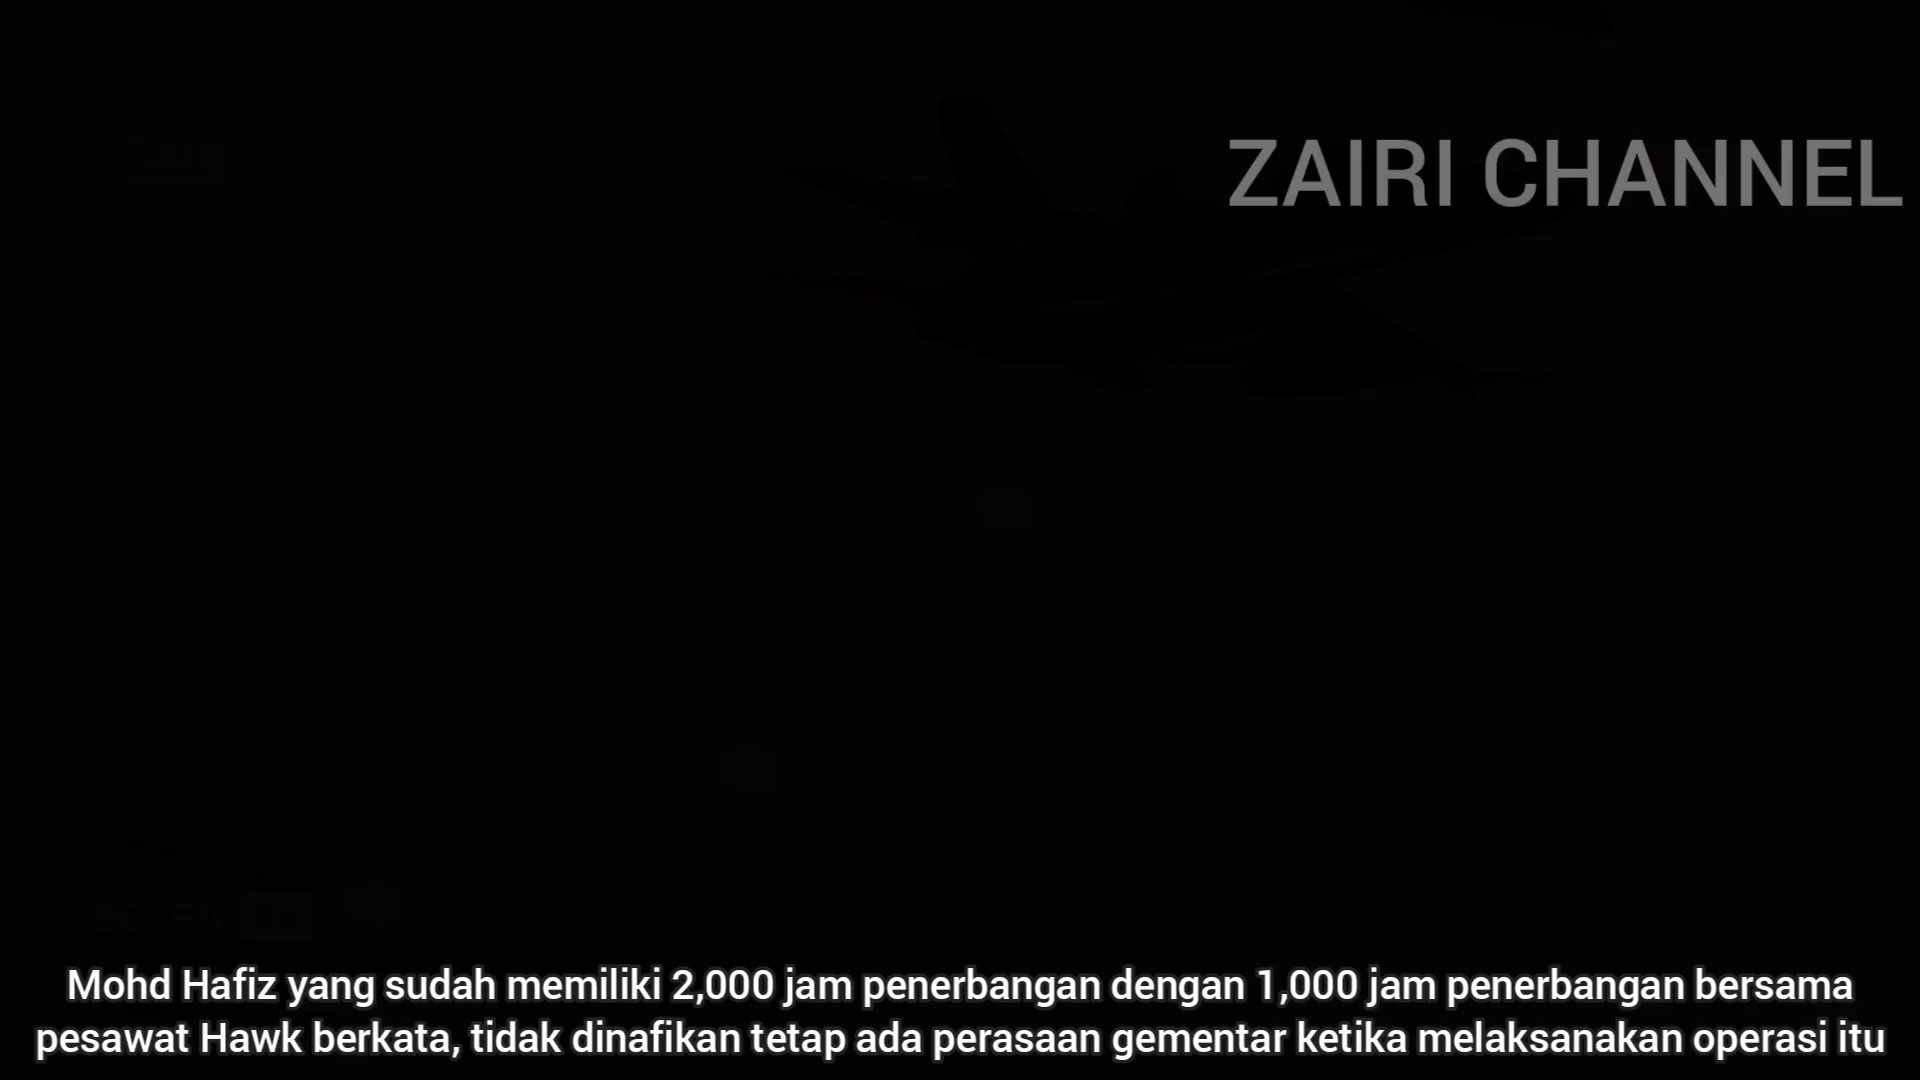 ZAIRI CHANNEL
Mohd Hafiz yang sudah memiliki 2,000 jam penerbangan dengan 1,000 jam penerbangan bersama
pesawat Hawk berkata, tidak dinafikan tetap ada perasaan gementar ketika melaksanakan operasi itu